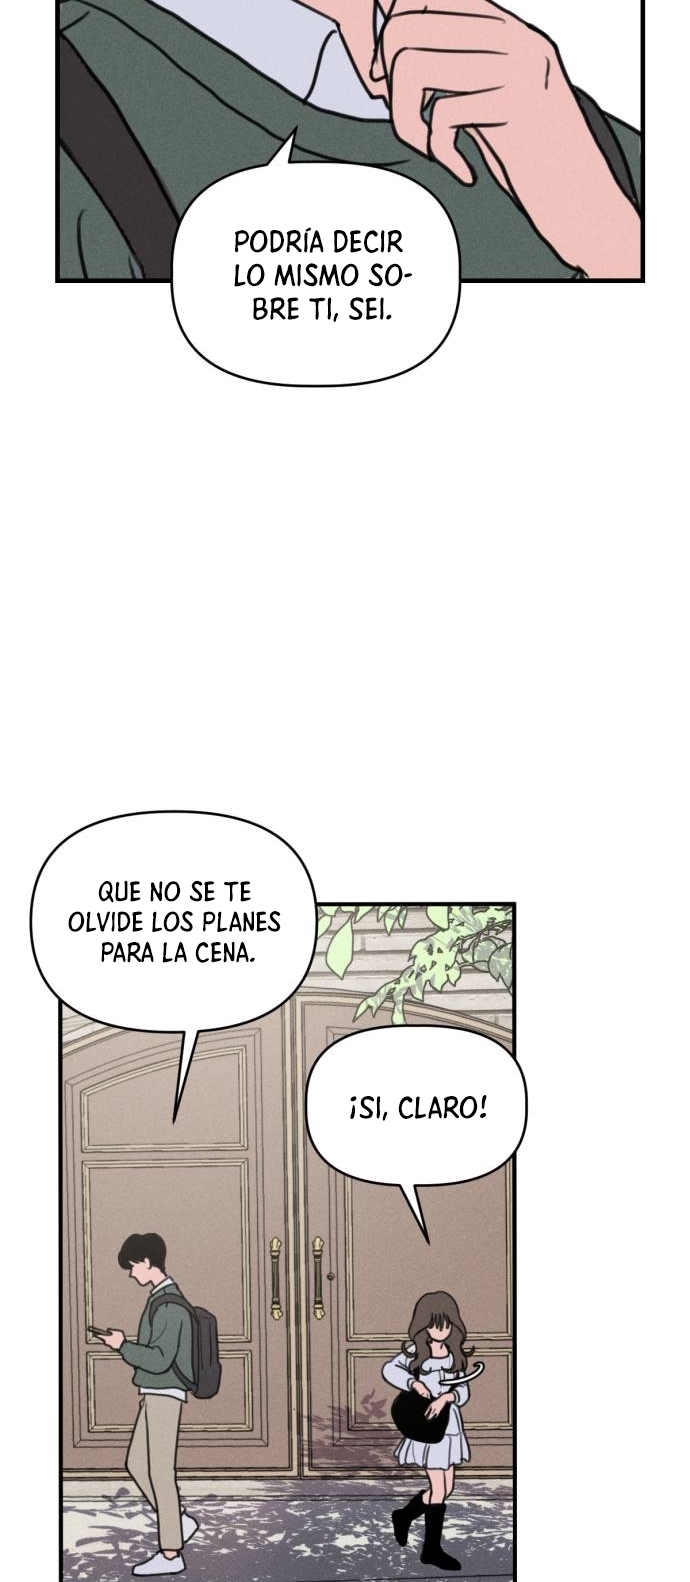 PODRÍA DECIR
LO MISMO SO-
BRE TI, SEI.
QUE NO SE TE
OLVIDE LOS PLANES
PARA LA CENA.
¡SI, CLARO!